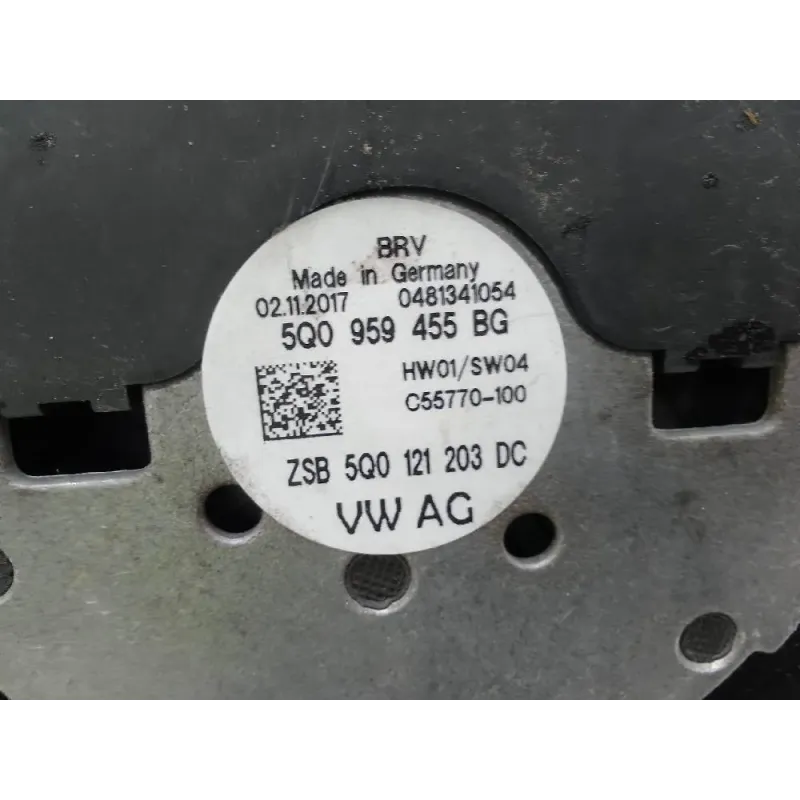 BRV
Made in Germany
02.11.2017 0481341054
5Q0 959 455 BG
HW01/SW04
C55770-100
ZSB 5Q0 121 203 DC
VW AG